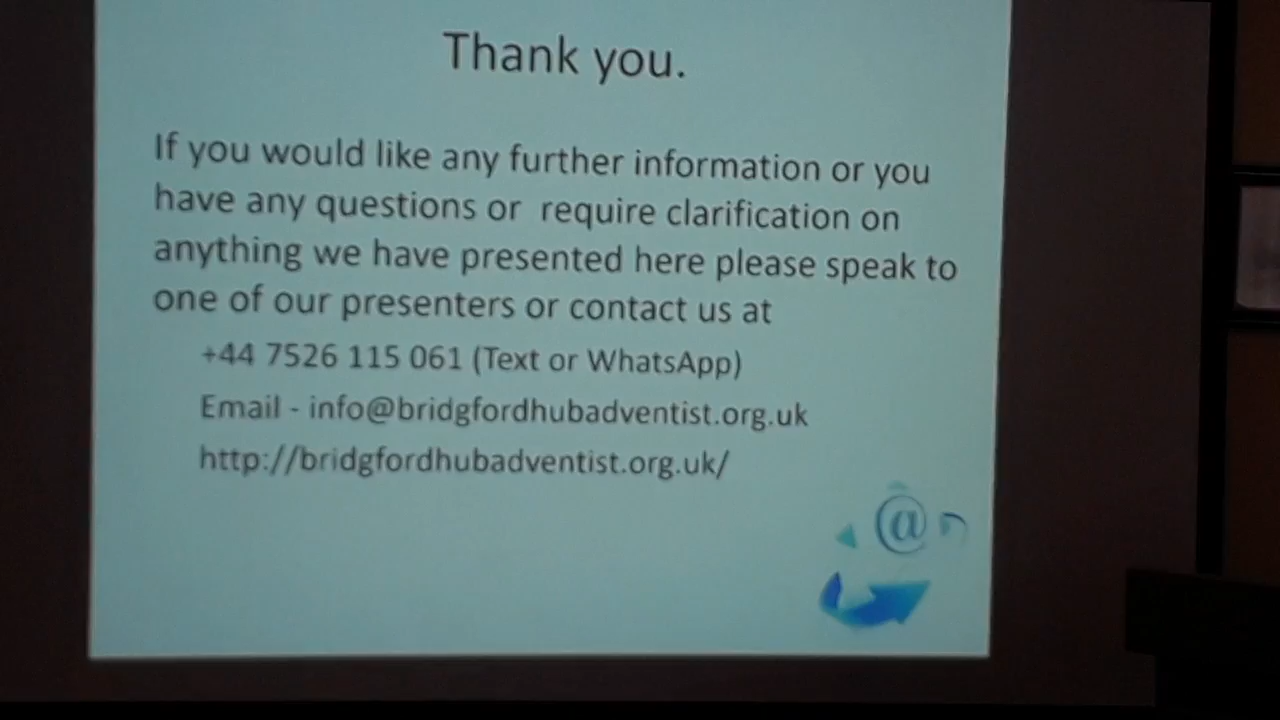 Thank you.
If you would like any further information or you
have any questions or  require clarification on
anything we have presented here please speak to
one of our presenters or contact us at
+44 7526 115 061 (Text or WhatsApp)
Email - info@bridgfordhubadventist.org.uk
http://bridgfordhubadventist.org.uk/
@